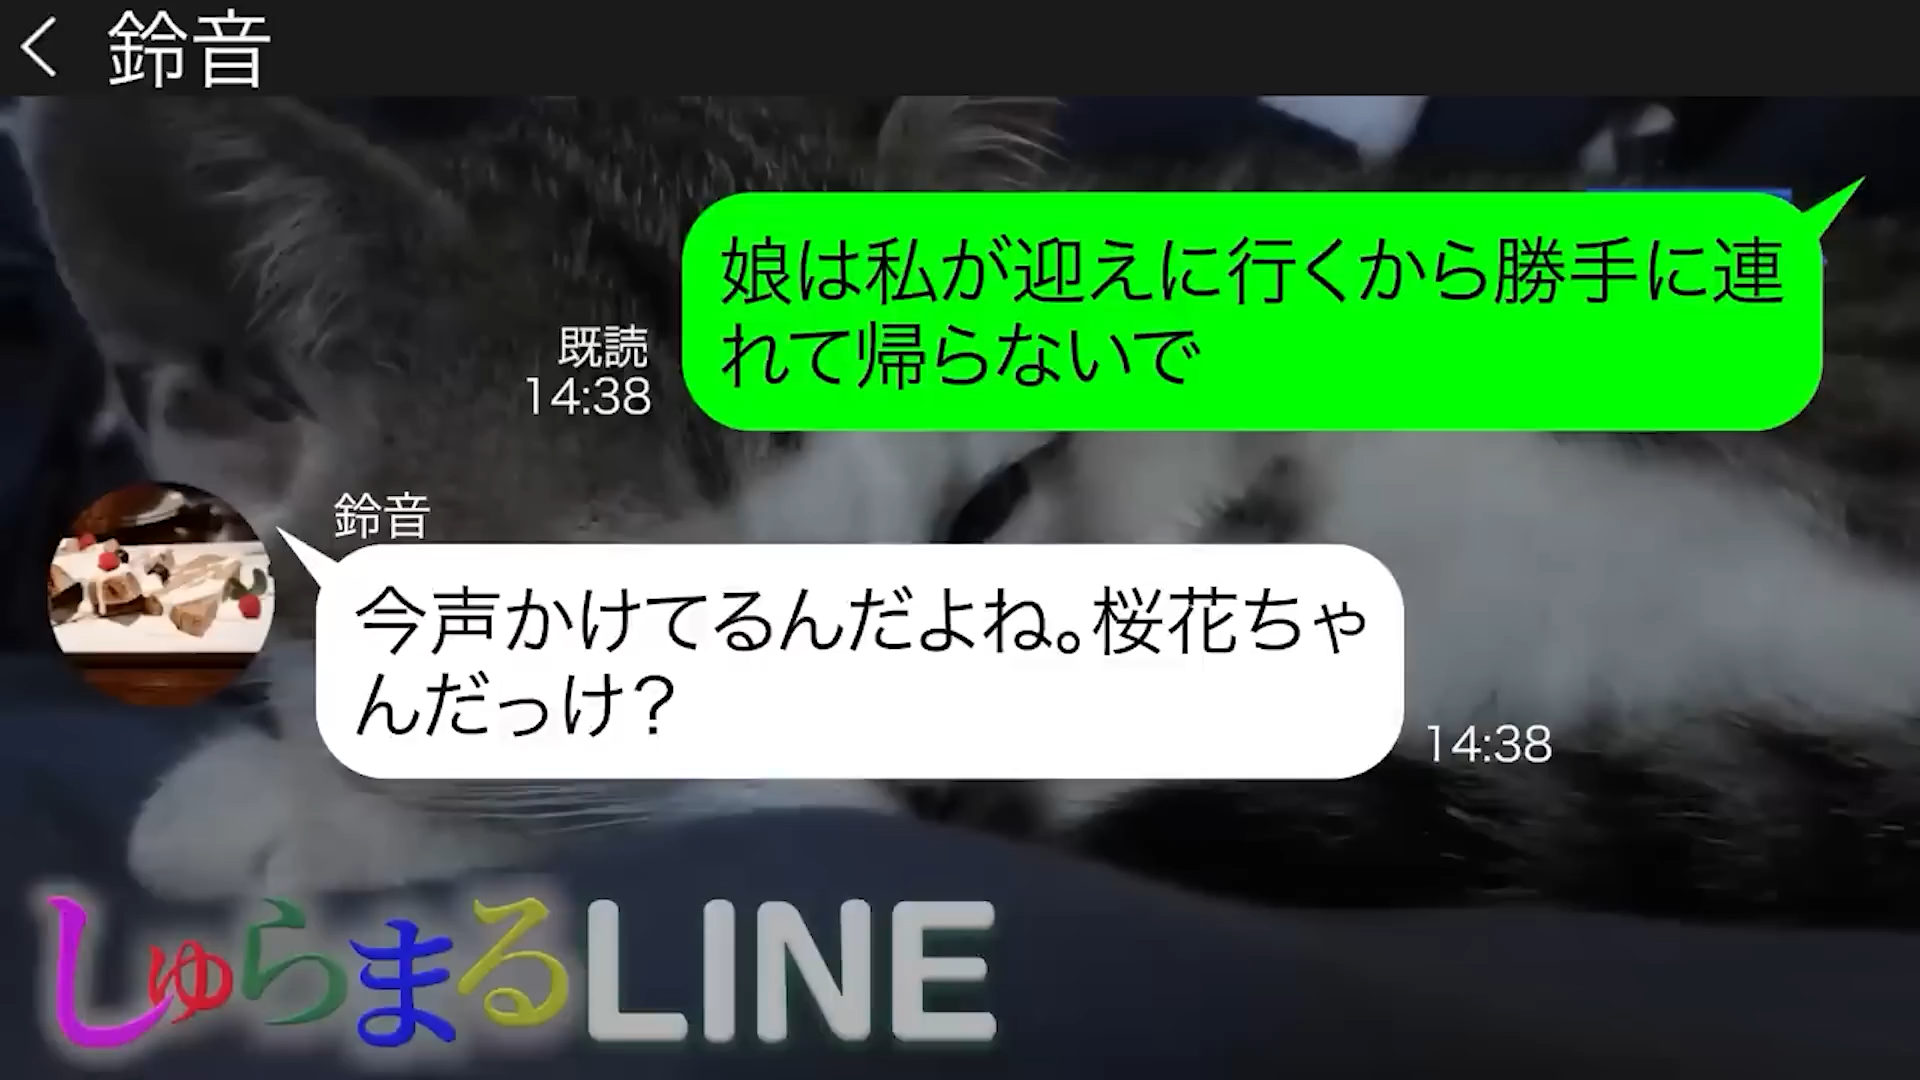 鈴音
娘は私が迎えに行くから勝手に連
れて帰らないで
既読
14:38
鈴音
今声かけてるんだよね。桜花ちゃ
んだっけ？
14:38
しゅらまるLINE